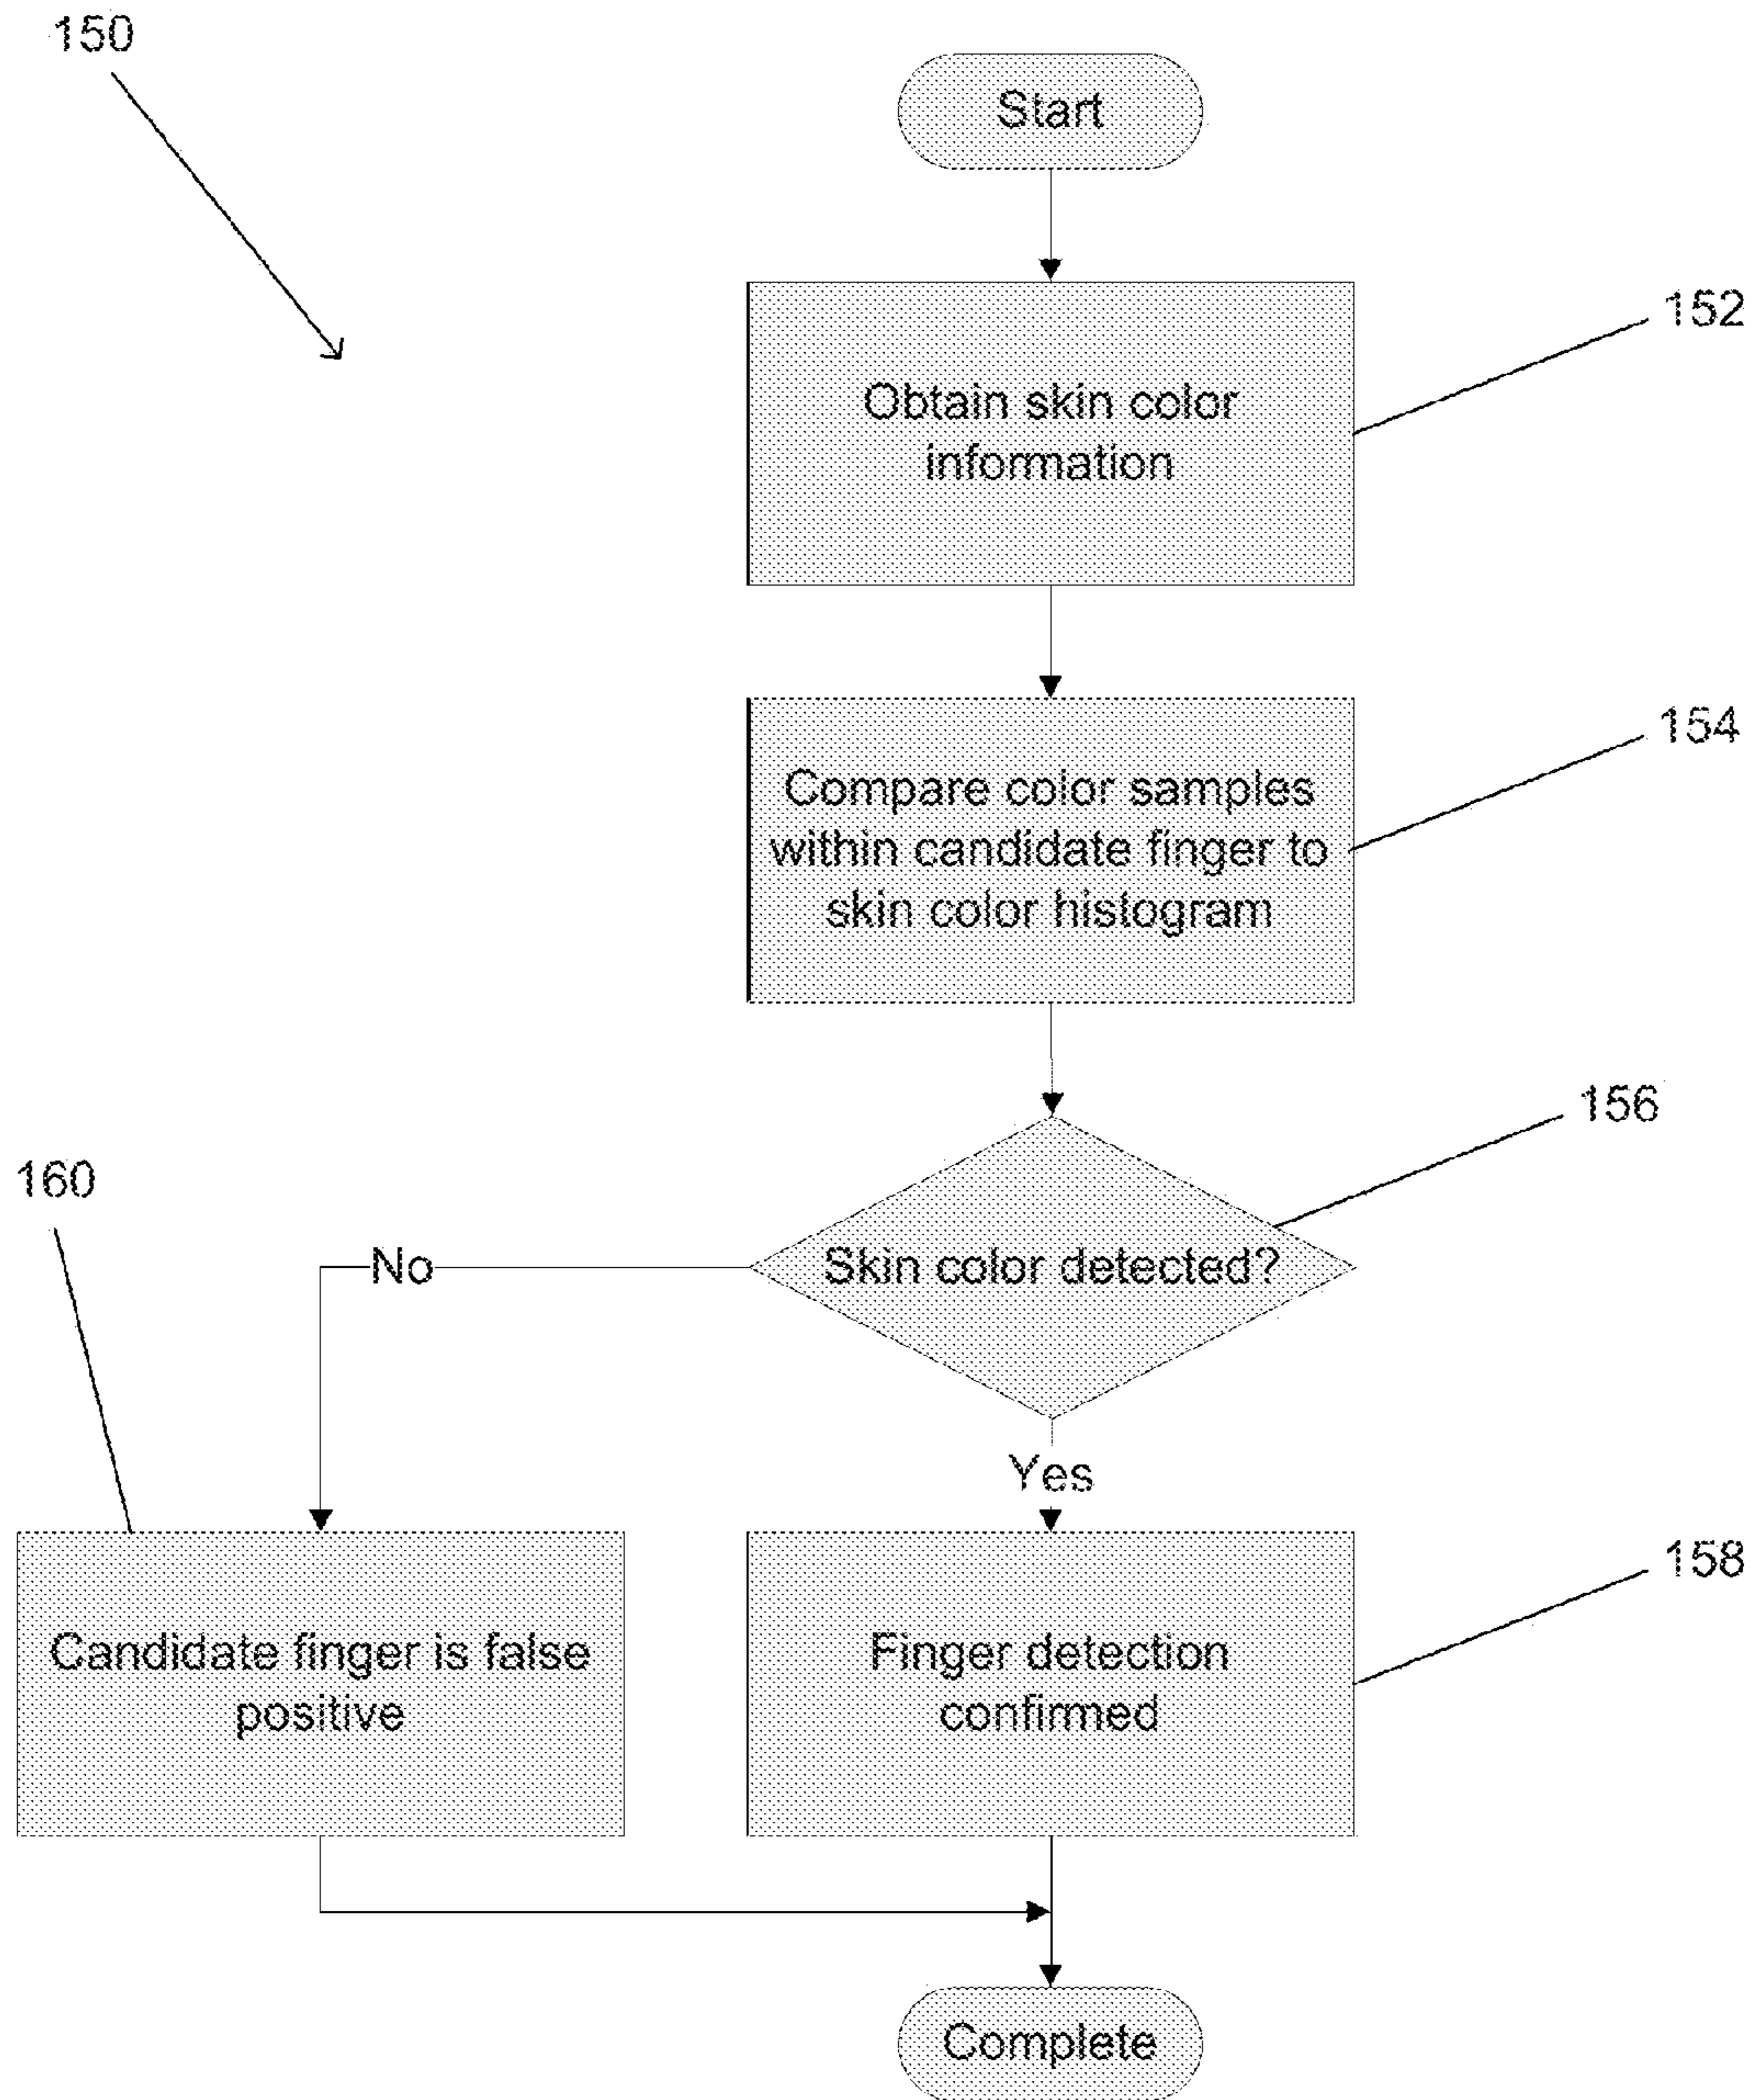 150
Start
152
Obtain skin color
information
154
Compare color samples
within candidate finger to
skin color histogram
156
Skin color detected?
160
No
Yes
158
Candidate finger is false
positive
Finger detection
confirmed
Complete